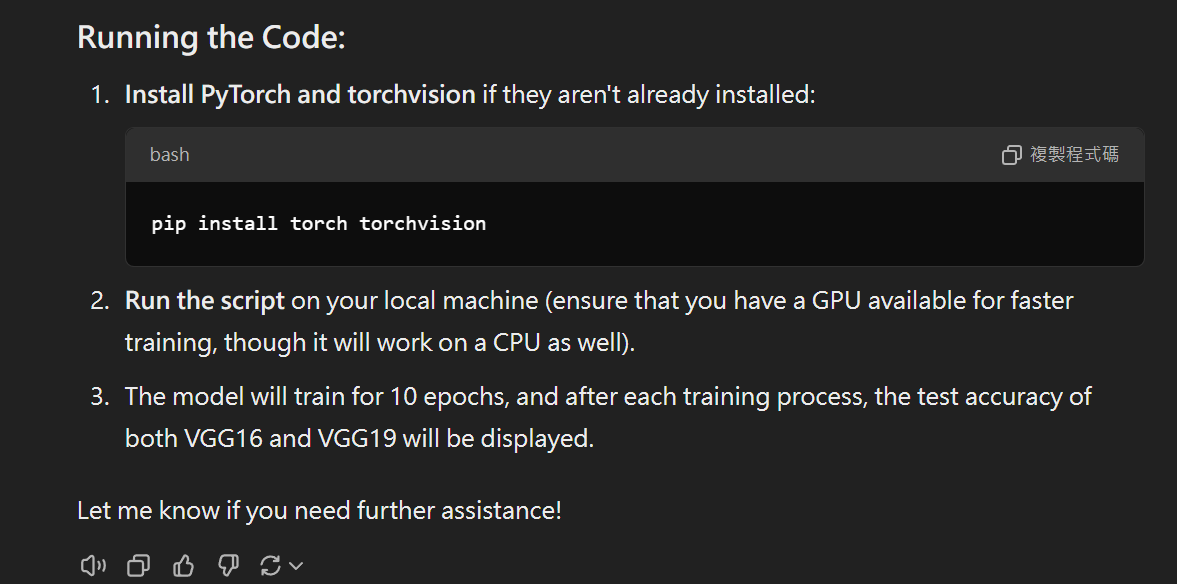 Running the Code:
1. Install PyTorch and torchvision if they aren't already installed:
bash
複製程式碼
pip install torch torchvision
2. Run the script on your local machine (ensure that you have a GPU available for faster
training, though it will work on a CPU as well).
3. The model will train for 10 epochs, and after each training process, the test accuracy of
both VGG16 and VGG19 will be displayed.
Let me know if you need further assistance!